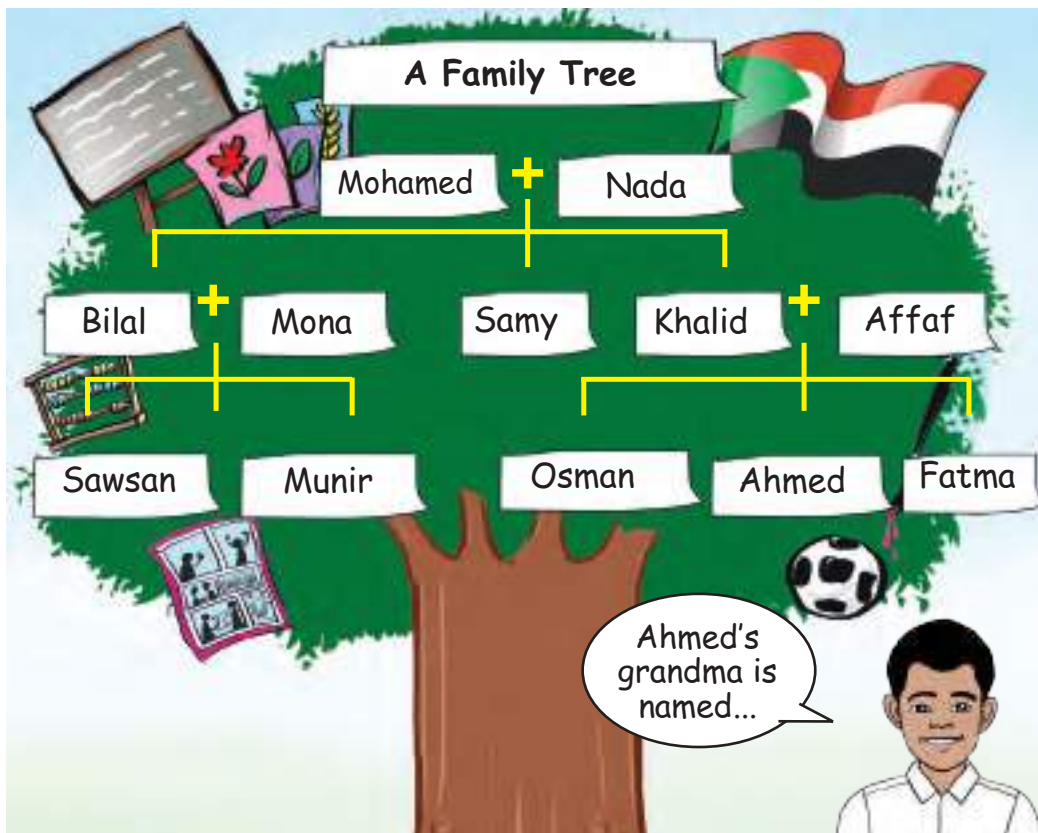 A Family Tree
Mohamed + Nada
Bilal + Mona Samy Khalid + Affaf
Sawsan Munir Osman Ahmed Fatma
Ahmed's
grandma is
named...